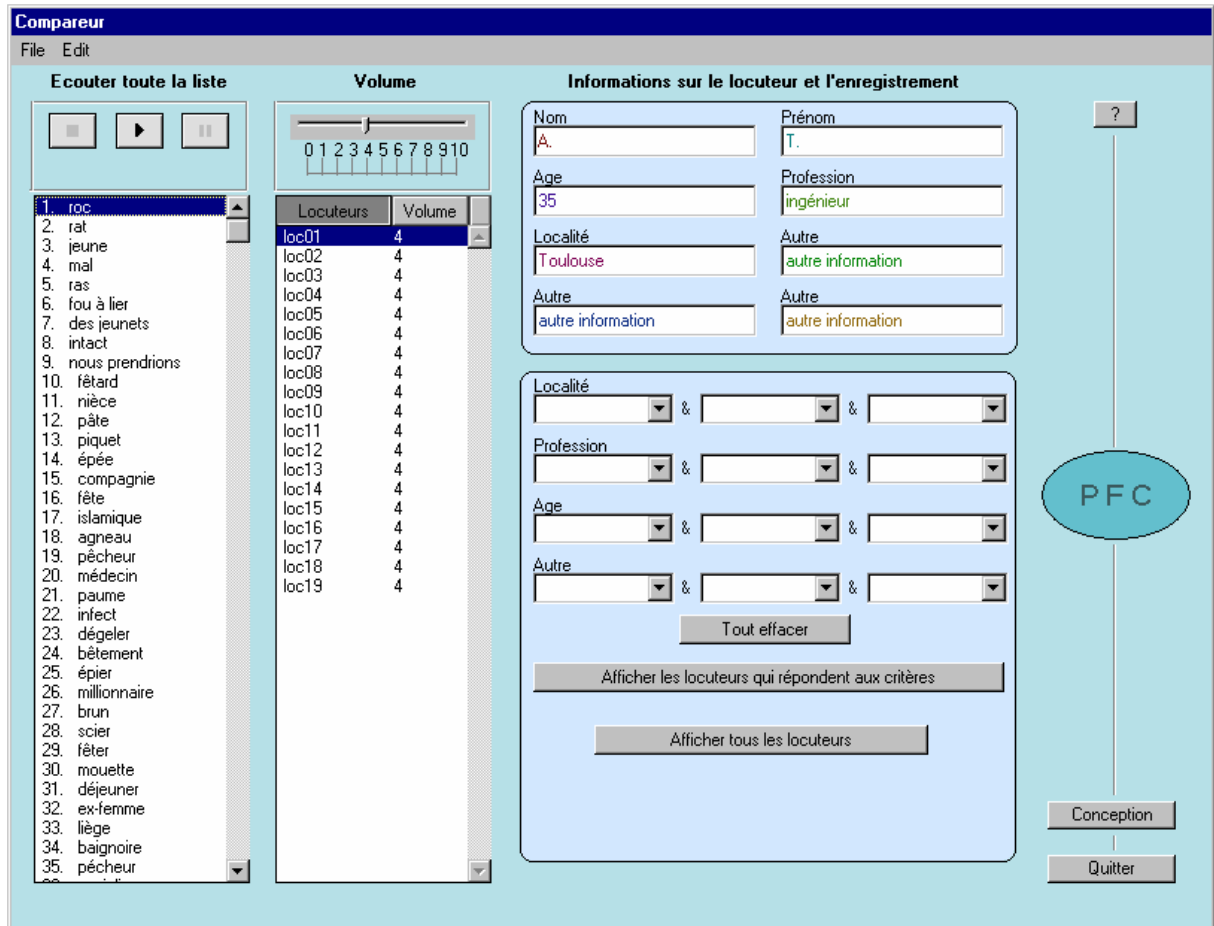 Compareur
File Edit
Ecouter toute la liste
Volume
Informations sur le locuteur et l'enregistrement
0 1 2 3 4 5 6 7 8 9 10
1. roc
2. rat
3. jeune
4. mal
5. ras
6. fou à lier
7. des jeunets
8. intact
9. nous prendrions
10. fêtard
11. nièce
12. pâte
13. piquet
14. épée
15. compagnie
16. fête
17. islamique
18. agneau
19. pêcheur
20. médecin
21. paume
22. infect
23. dégeler
24. bêtement
25. épier
26. millionnaire
27. brun
28. scier
29. fêter
30. mouette
31. déjeuner
32. ex-femme
33. liège
34. baignoire
35. pécheur
Locuteurs Volume
loc01 4
loc02 4
loc03 4
loc04 4
loc05 4
loc06 4
loc07 4
loc08 4
loc09 4
loc10 4
loc11 4
loc12 4
loc13 4
loc14 4
loc15 4
loc16 4
loc17 4
loc18 4
loc19 4
Nom Prénom
A. T.
Age Profession
35 ingénieur
Localité Autre
Toulouse autre information
Autre Autre
autre information autre information
Localité
& &
Profession
& &
Age
& &
Autre
& &
Tout effacer
Afficher les locuteurs qui répondent aux critères
Afficher tous les locuteurs
?
PFC
Conception
Quitter